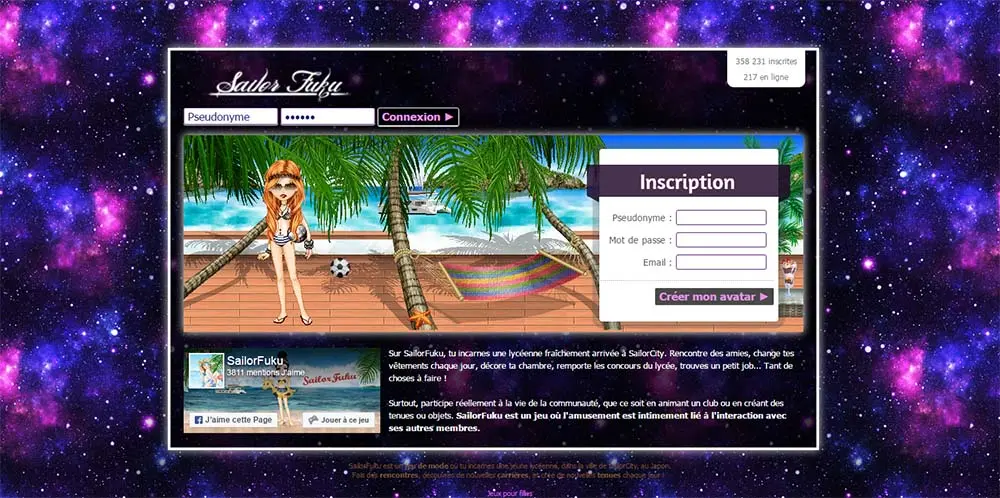 358 231 inscrites
217 en ligne
Sailor Fuku
Pseudonyme
Connexion ►
Inscription
Pseudonyme :
Mot de passe :
Email :
Créer mon avatar ►
SailorFuku
3811 mentions J'aime
Sailor Fuku
J'aime cette Page
Jouer à ce jeu
Sur SailorFuku, tu incarnes une lycéenne fraîchement arrivée à SailorCity. Rencontre des amies, change tes
vêtements chaque jour, décore ta chambre, remporte les concours du lycée, trouves un petit job... Tant de
choses à faire !
Surtout, participe réellement à la vie de la communauté, que ce soit en animant un club ou en créant des
tenues ou objets. SailorFuku est un jeu où l'amusement est intimement lié à l'interaction avec
ses autres membres.
SailorFuku est un jeu de mode où tu incarnes une jeune lycéenne, dans la ville de SailorCity, au Japon.
Fais des rencontres, découvres de nouvelles carrières, et crée de nouvelles tenues chaque jour !
Jeux pour filles